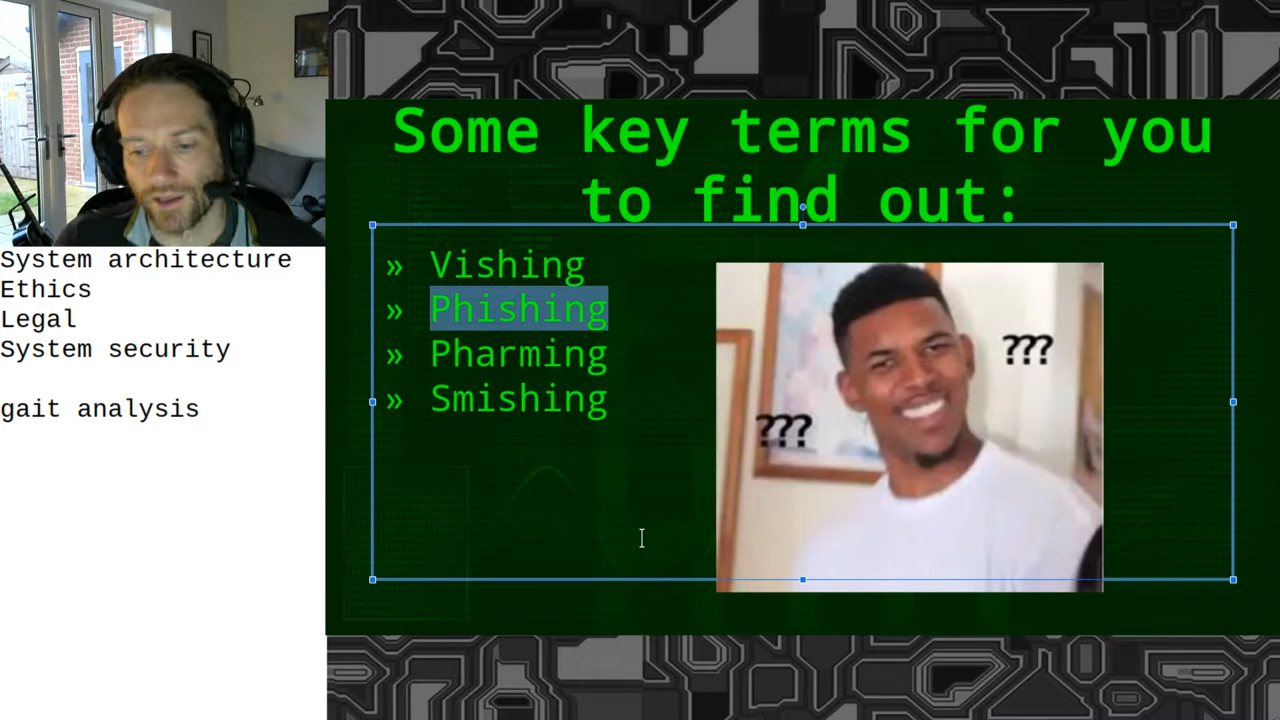 System architecture
Ethics
Legal
System security
gait analysis
Some key terms for you
to find out:
» Vishing
» Phishing
» Pharming
» Smishing
???
???